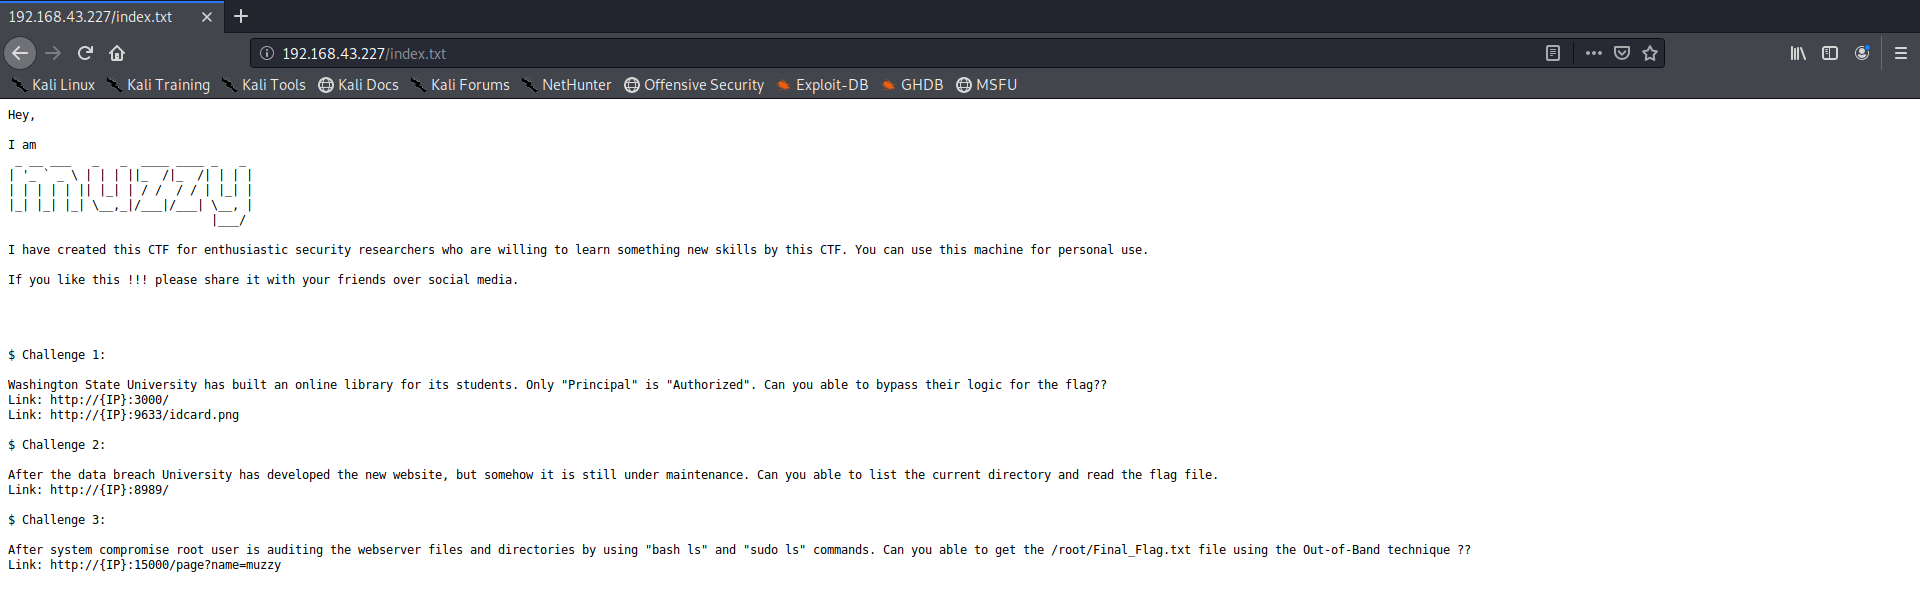 192.168.43.227/index.txt
192.168.43.227/index.txt
Kali Linux Kali Training Kali Tools Kali Docs Kali Forums NetHunter Offensive Security Exploit-DB GHDB MSFU
Hey,
I am
muzzy
I have created this CTF for enthusiastic security researchers who are willing to learn something new skills by this CTF. You can use this machine for personal use.
If you like this !!! please share it with your friends over social media.
$ Challenge 1:
Washington State University has built an online library for its students. Only "Principal" is "Authorized". Can you able to bypass their logic for the flag??
Link: http://{IP}:3000/
Link: http://{IP}:9633/idcard.png
$ Challenge 2:
After the data breach University has developed the new website, but somehow it is still under maintenance. Can you able to list the current directory and read the flag file.
Link: http://{IP}:8989/
$ Challenge 3:
After system compromise root user is auditing the webserver files and directories by using "bash ls" and "sudo ls" commands. Can you able to get the /root/Final_Flag.txt file using the Out-of-Band technique ??
Link: http://{IP}:15000/page?name=muzzy